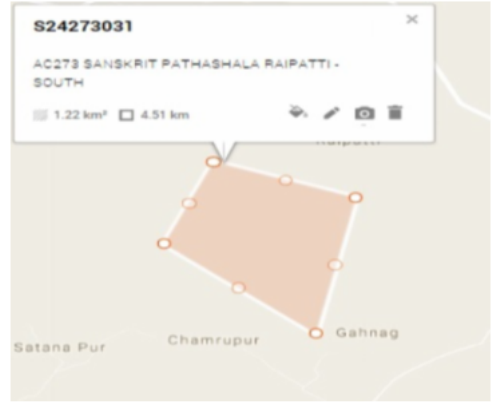 S24273031
AC273 SANSKRIT PATHASHALA RAIPATTI -
SOUTH
1.22 km² 4.51 km
Gahnag
Chamrupur
Satana Pur